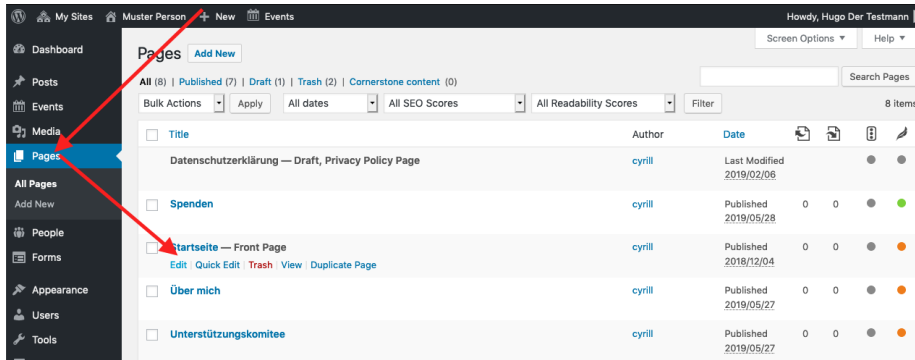 My Sites Muster Person + New Events Howdy, Hugo Der Testmann
Screen Options ▼ Help ▼
Dashboard
Posts
Events
Media
Pages
All Pages
Add New
People
Forms
Appearance
Users
Tools
Pages Add New
All (8) | Published (7) | Draft (1) | Trash (2) | Cornerstone content (0)
Search Pages
Bulk Actions Apply All dates All SEO Scores All Readability Scores Filter 8 items
Title Author Date
Datenschutzerklärung — Draft, Privacy Policy Page cyrill Last Modified
2019/02/06
Spenden cyrill Published 0 0
2019/05/28
Startseite — Front Page cyrill Published 0 0
Edit | Quick Edit | Trash | View | Duplicate Page 2018/12/04
Über mich cyrill Published 0 0
2019/05/27
Unterstützungskomitee cyrill Published 0 0
2019/05/27